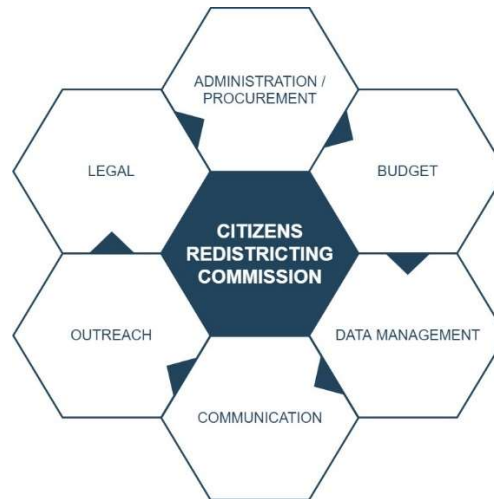 ADMINISTRATION /
PROCUREMENT
LEGAL
BUDGET
CITIZENS
REDISTRICTING
COMMISSION
OUTREACH
DATA MANAGEMENT
COMMUNICATION